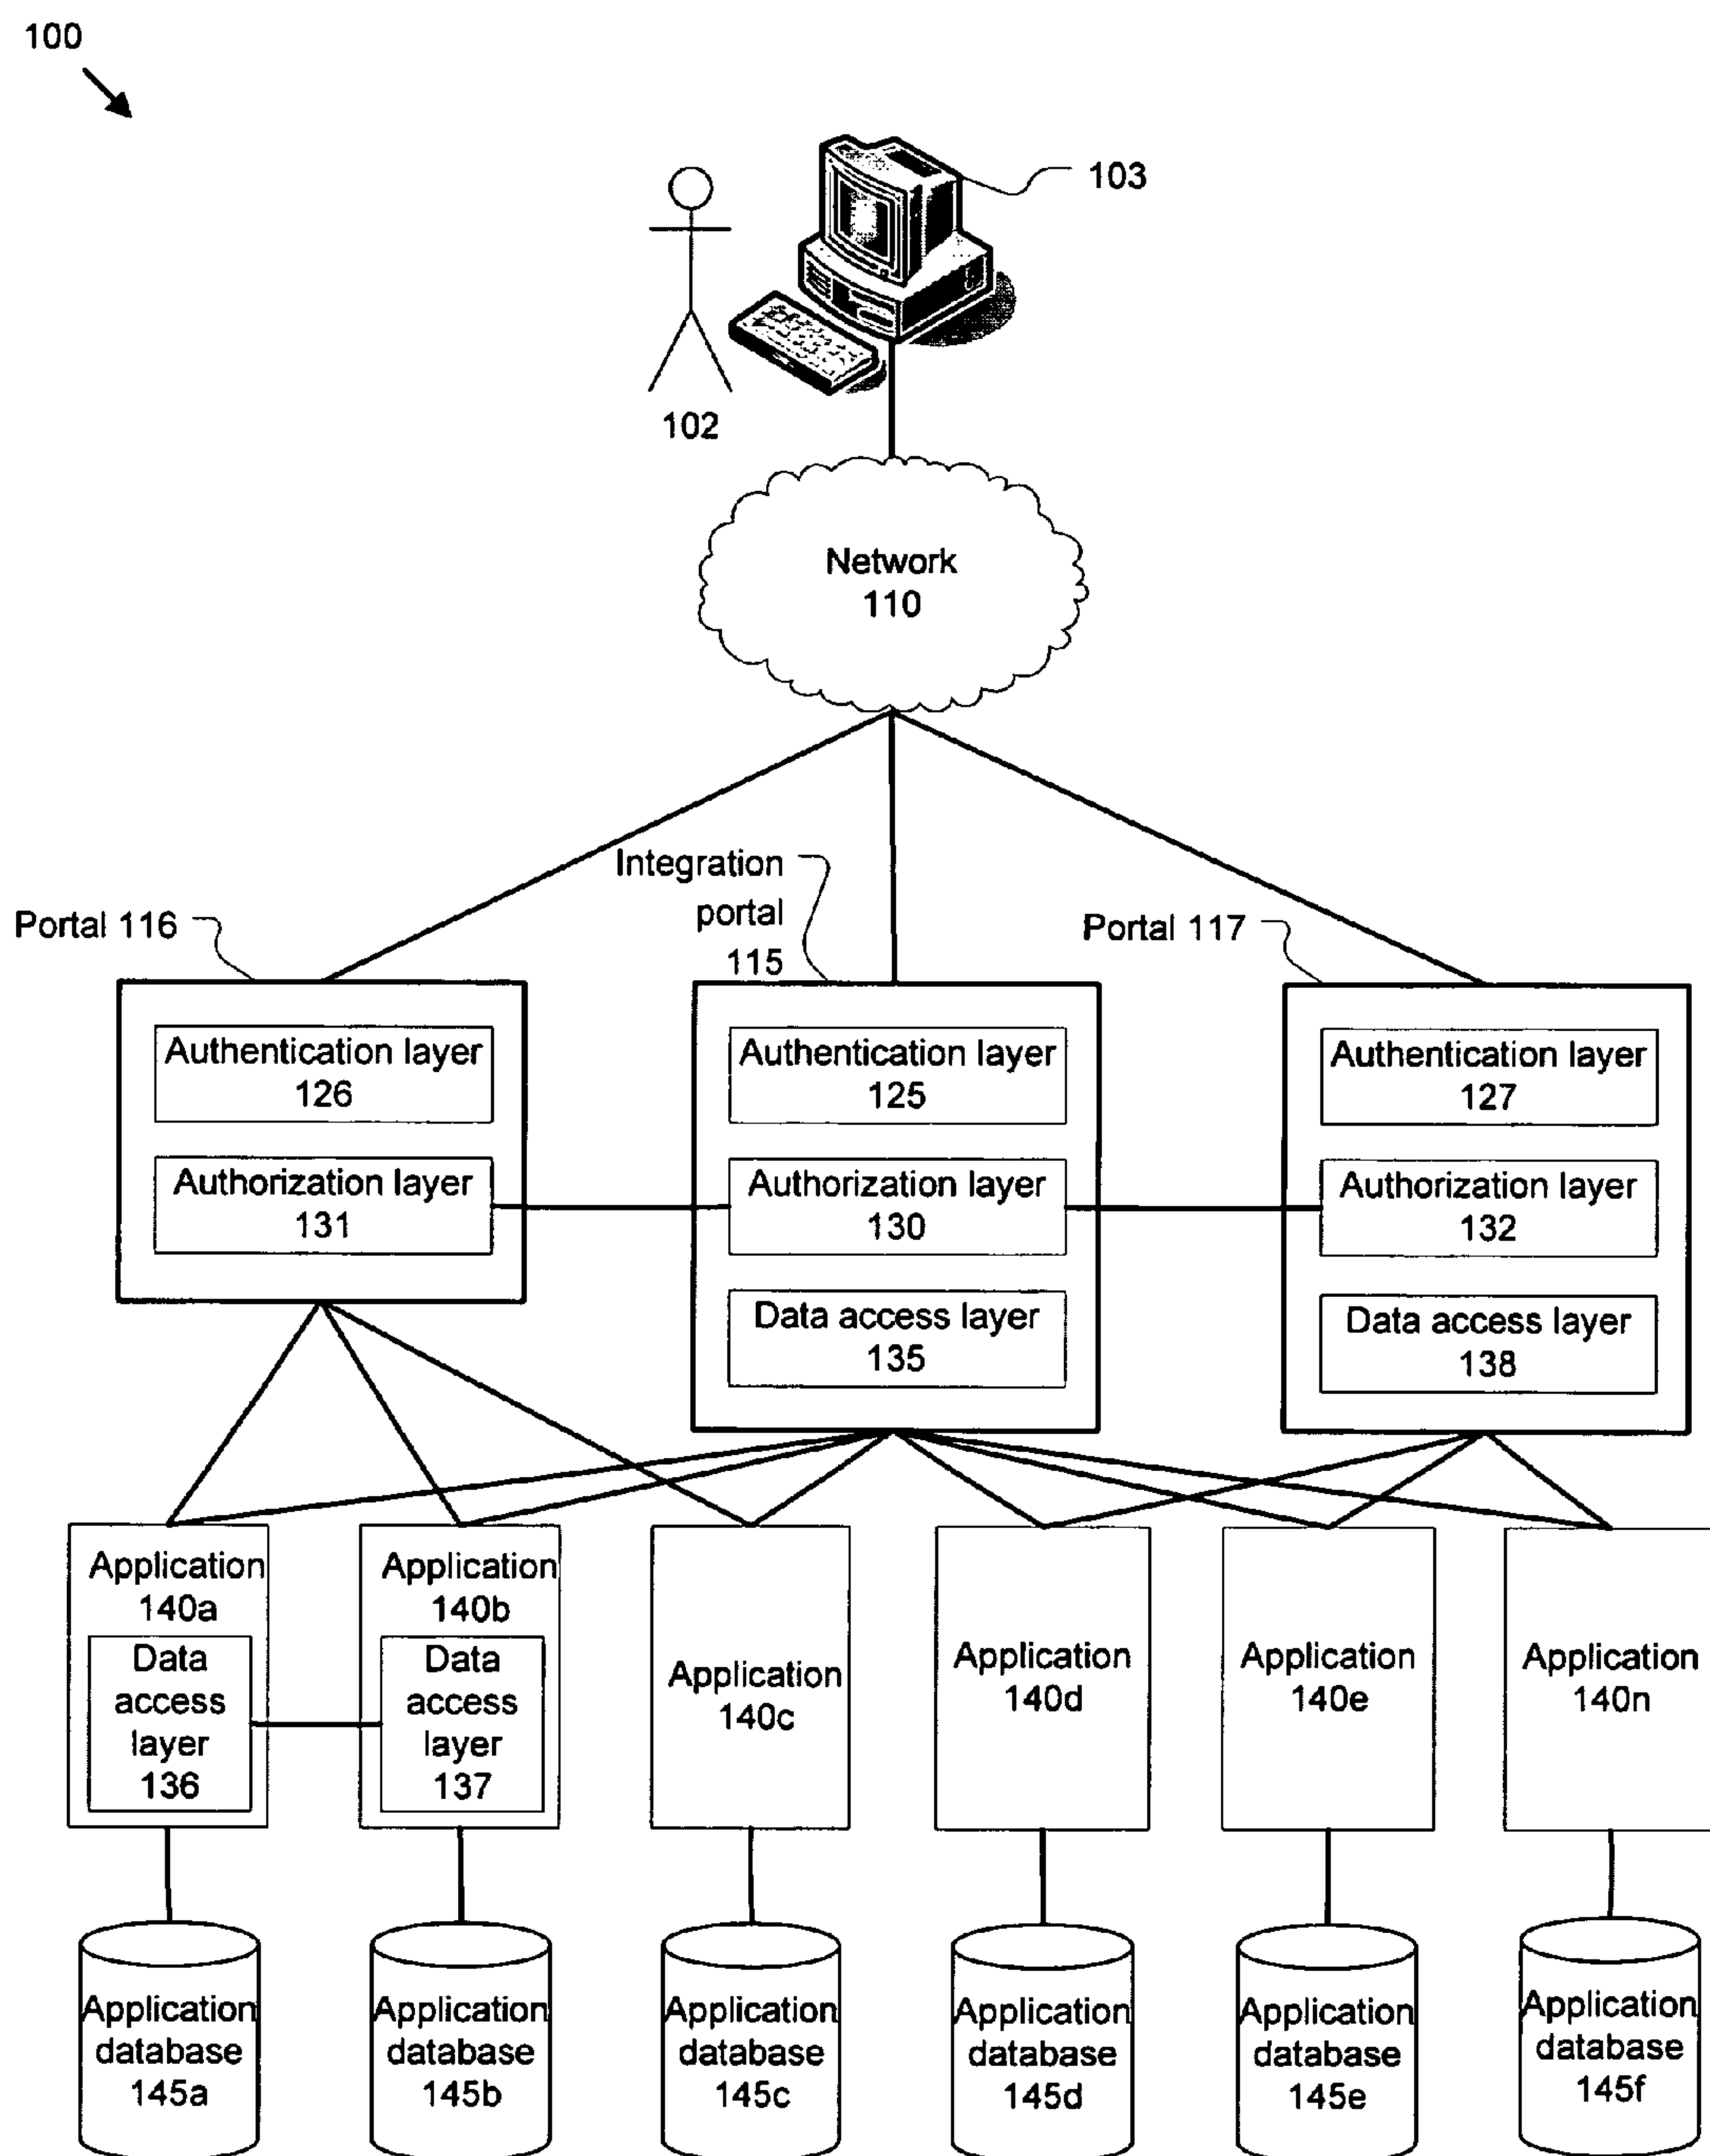 100
103
102
Network
110
Integration
portal
115
Portal 116
Portal 117
Authentication layer
126
Authentication layer
125
Authentication layer
127
Authorization layer
131
Authorization layer
130
Authorization layer
132
Data access layer
135
Data access layer
138
Application
140a
Data
access
layer
136
Application
140b
Data
access
layer
137
Application
140c
Application
140d
Application
140e
Application
140n
Application
database
145a
Application
database
145b
Application
database
145c
Application
database
145d
Application
database
145e
Application
database
145f